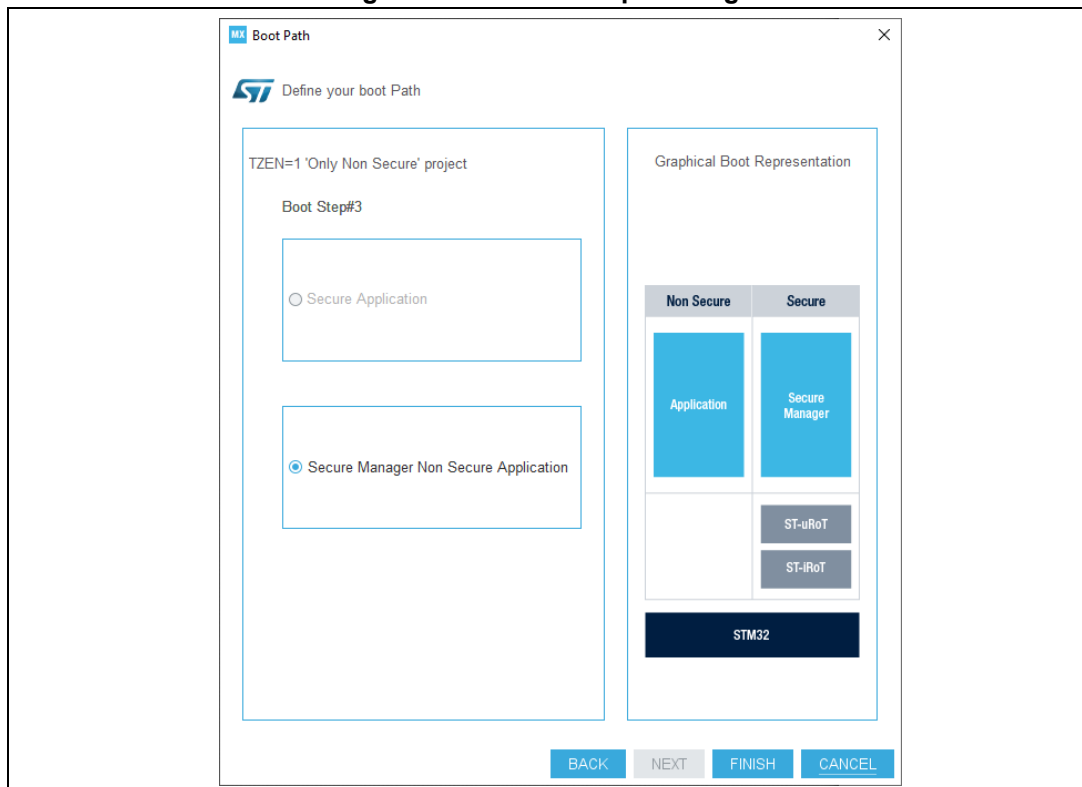 MX Boot Path
ST Define your boot Path
TZEN=1 'Only Non Secure' project
Boot Step#3
Secure Application
Secure Manager Non Secure Application
Graphical Boot Representation
Non Secure Secure
Application
Secure
Manager
ST-uRoT
ST-iRoT
STM32
BACK NEXT FINISH CANCEL